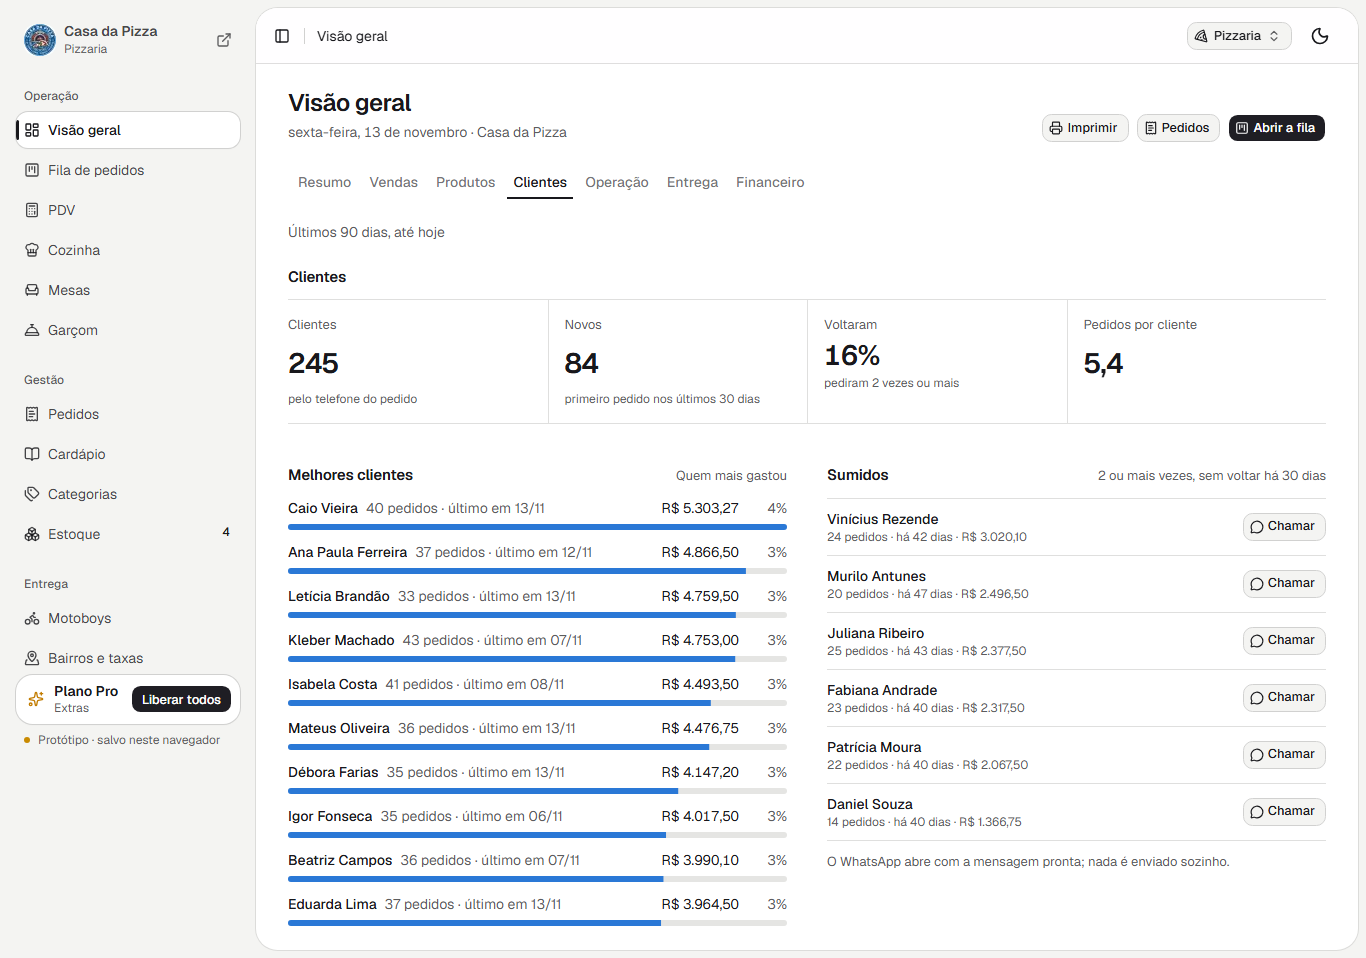 Casa da Pizza
Pizzaria
Operação
Visão geral
Fila de pedidos
PDV
Cozinha
Mesas
Garçom
Gestão
Pedidos
Cardápio
Categorias
Estoque 4
Entrega
Motoboys
Bairros e taxas
Plano Pro
Extras
Liberar todos
Protótipo · salvo neste navegador
Visão geral
Pizzaria
Visão geral
sexta-feira, 13 de novembro · Casa da Pizza
Imprimir Pedidos Abrir a fila
Resumo Vendas Produtos Clientes Operação Entrega Financeiro
Últimos 90 dias, até hoje
Clientes
Clientes
245
pelo telefone do pedido
Novos
84
primeiro pedido nos últimos 30 dias
Voltaram
16%
pediram 2 vezes ou mais
Pedidos por cliente
5,4
Melhores clientes Quem mais gastou
Caio Vieira 40 pedidos · último em 13/11 R$ 5.303,27 4%
Ana Paula Ferreira 37 pedidos · último em 12/11 R$ 4.866,50 3%
Letícia Brandão 33 pedidos · último em 13/11 R$ 4.759,50 3%
Kleber Machado 43 pedidos · último em 07/11 R$ 4.753,00 3%
Isabela Costa 41 pedidos · último em 08/11 R$ 4.493,50 3%
Mateus Oliveira 36 pedidos · último em 13/11 R$ 4.476,75 3%
Débora Farias 35 pedidos · último em 13/11 R$ 4.147,20 3%
Igor Fonseca 35 pedidos · último em 06/11 R$ 4.017,50 3%
Beatriz Campos 36 pedidos · último em 07/11 R$ 3.990,10 3%
Eduarda Lima 37 pedidos · último em 13/11 R$ 3.964,50 3%
Sumidos 2 ou mais vezes, sem voltar há 30 dias
Vinícius Rezende
24 pedidos · há 42 dias · R$ 3.020,10
Chamar
Murilo Antunes
20 pedidos · há 47 dias · R$ 2.496,50
Chamar
Juliana Ribeiro
25 pedidos · há 43 dias · R$ 2.377,50
Chamar
Fabiana Andrade
23 pedidos · há 40 dias · R$ 2.317,50
Chamar
Patrícia Moura
22 pedidos · há 40 dias · R$ 2.067,50
Chamar
Daniel Souza
14 pedidos · há 40 dias · R$ 1.366,75
Chamar
O WhatsApp abre com a mensagem pronta; nada é enviado sozinho.